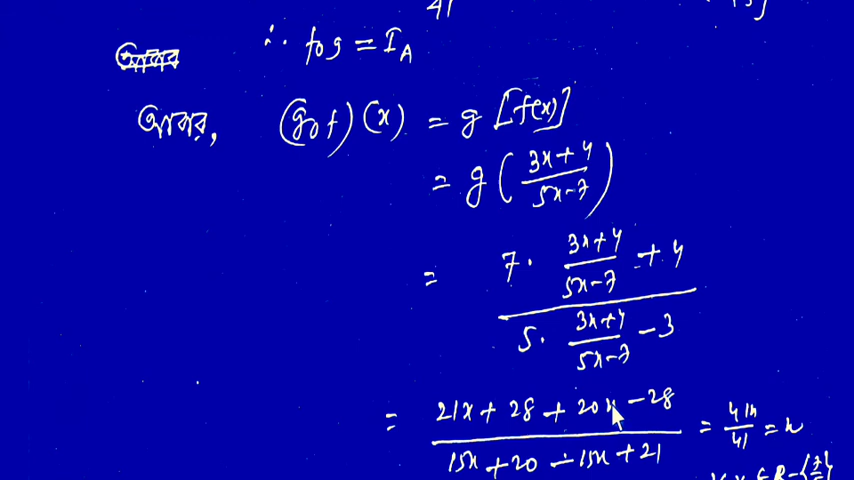 41
∴ fog = I_A
আবার, (gof)(x) = g[f(x)]
= g((3x+4)/(5x-7))
= (7·(3x+4)/(5x-7) + 4)/(5·(3x+4)/(5x-7) - 3)
= (21x + 28 + 20x - 28)/(15x + 20 - 15x + 21) = 41x/41 = x